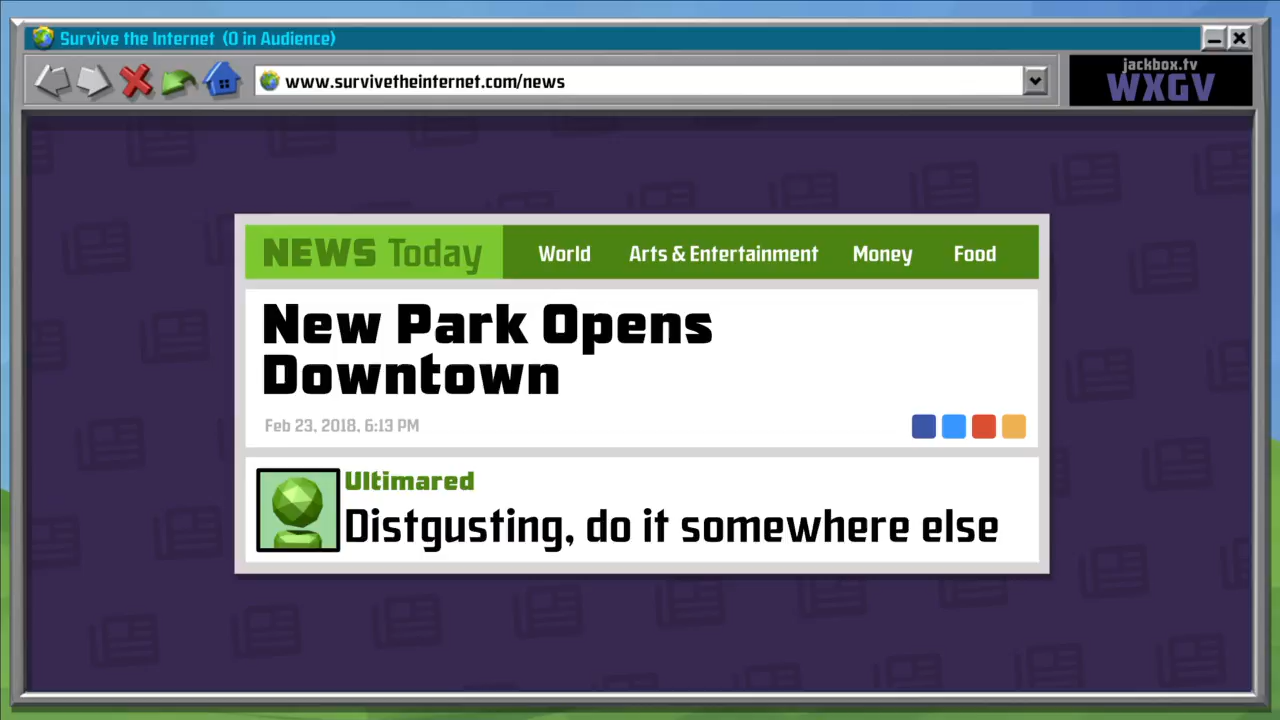 Survive the Internet (0 in Audience)
www.survivetheinternet.com/news
jackbox.tv
WXGV
NEWS Today World Arts & Entertainment Money Food
New Park Opens
Downtown
Feb 23, 2018, 6:13 PM
Ultimared
Distgusting, do it somewhere else